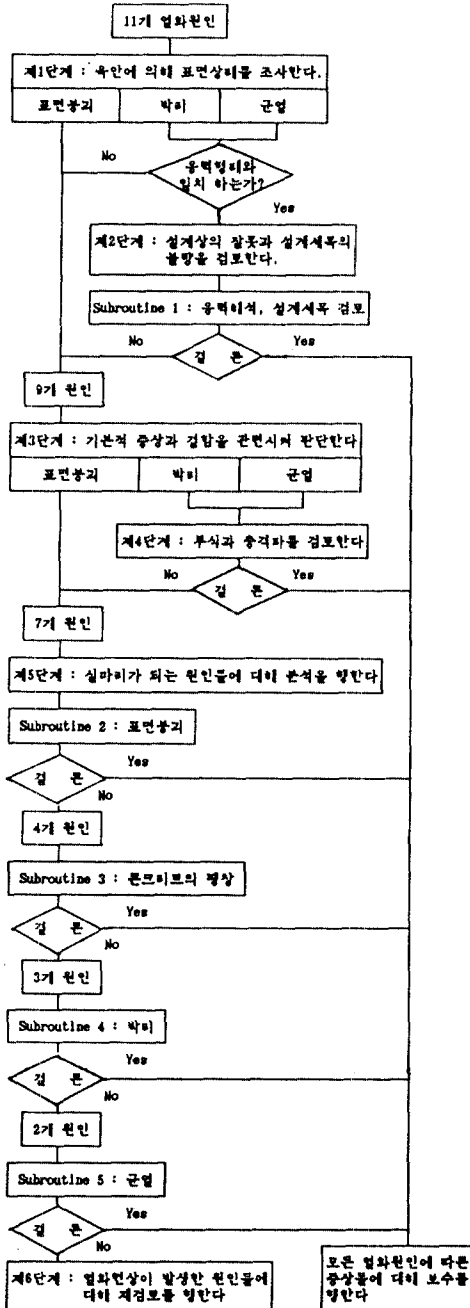 11개 열화원인
제1단계 : 육안에 의해 표면상태를 조사한다.
표면붕괴 박리 균열
No
응력형태와
일치 하는가?
Yes
제2단계 : 설계상의 잘못과 설계세목의
불량을 검토한다.
Subroutine 1 : 응력해석, 설계세목 검토
No 결 론 Yes
9개 원인
제3단계 : 기본적 증상과 결함을 관련시켜 판단한다
표면붕괴 박리 균열
제4단계 : 부식과 충격파를 검토한다
No 결 론 Yes
7개 원인
제5단계 : 실마리가 되는 원인들에 대해 분석을 행한다
Subroutine 2 : 표면붕괴
Yes
결 론
No
4개 원인
Subroutine 3 : 콘크리트의 팽창
Yes
결 론
No
3개 원인
Subroutine 4 : 박리
Yes
결 론
No
2개 원인
Subroutine 5 : 균열
Yes
결 론
No
제6단계 : 열화현상이 발생한 원인들에
대해 재검토를 행한다
모든 열화원인에 따른
증상들에 대해 보수를
행한다